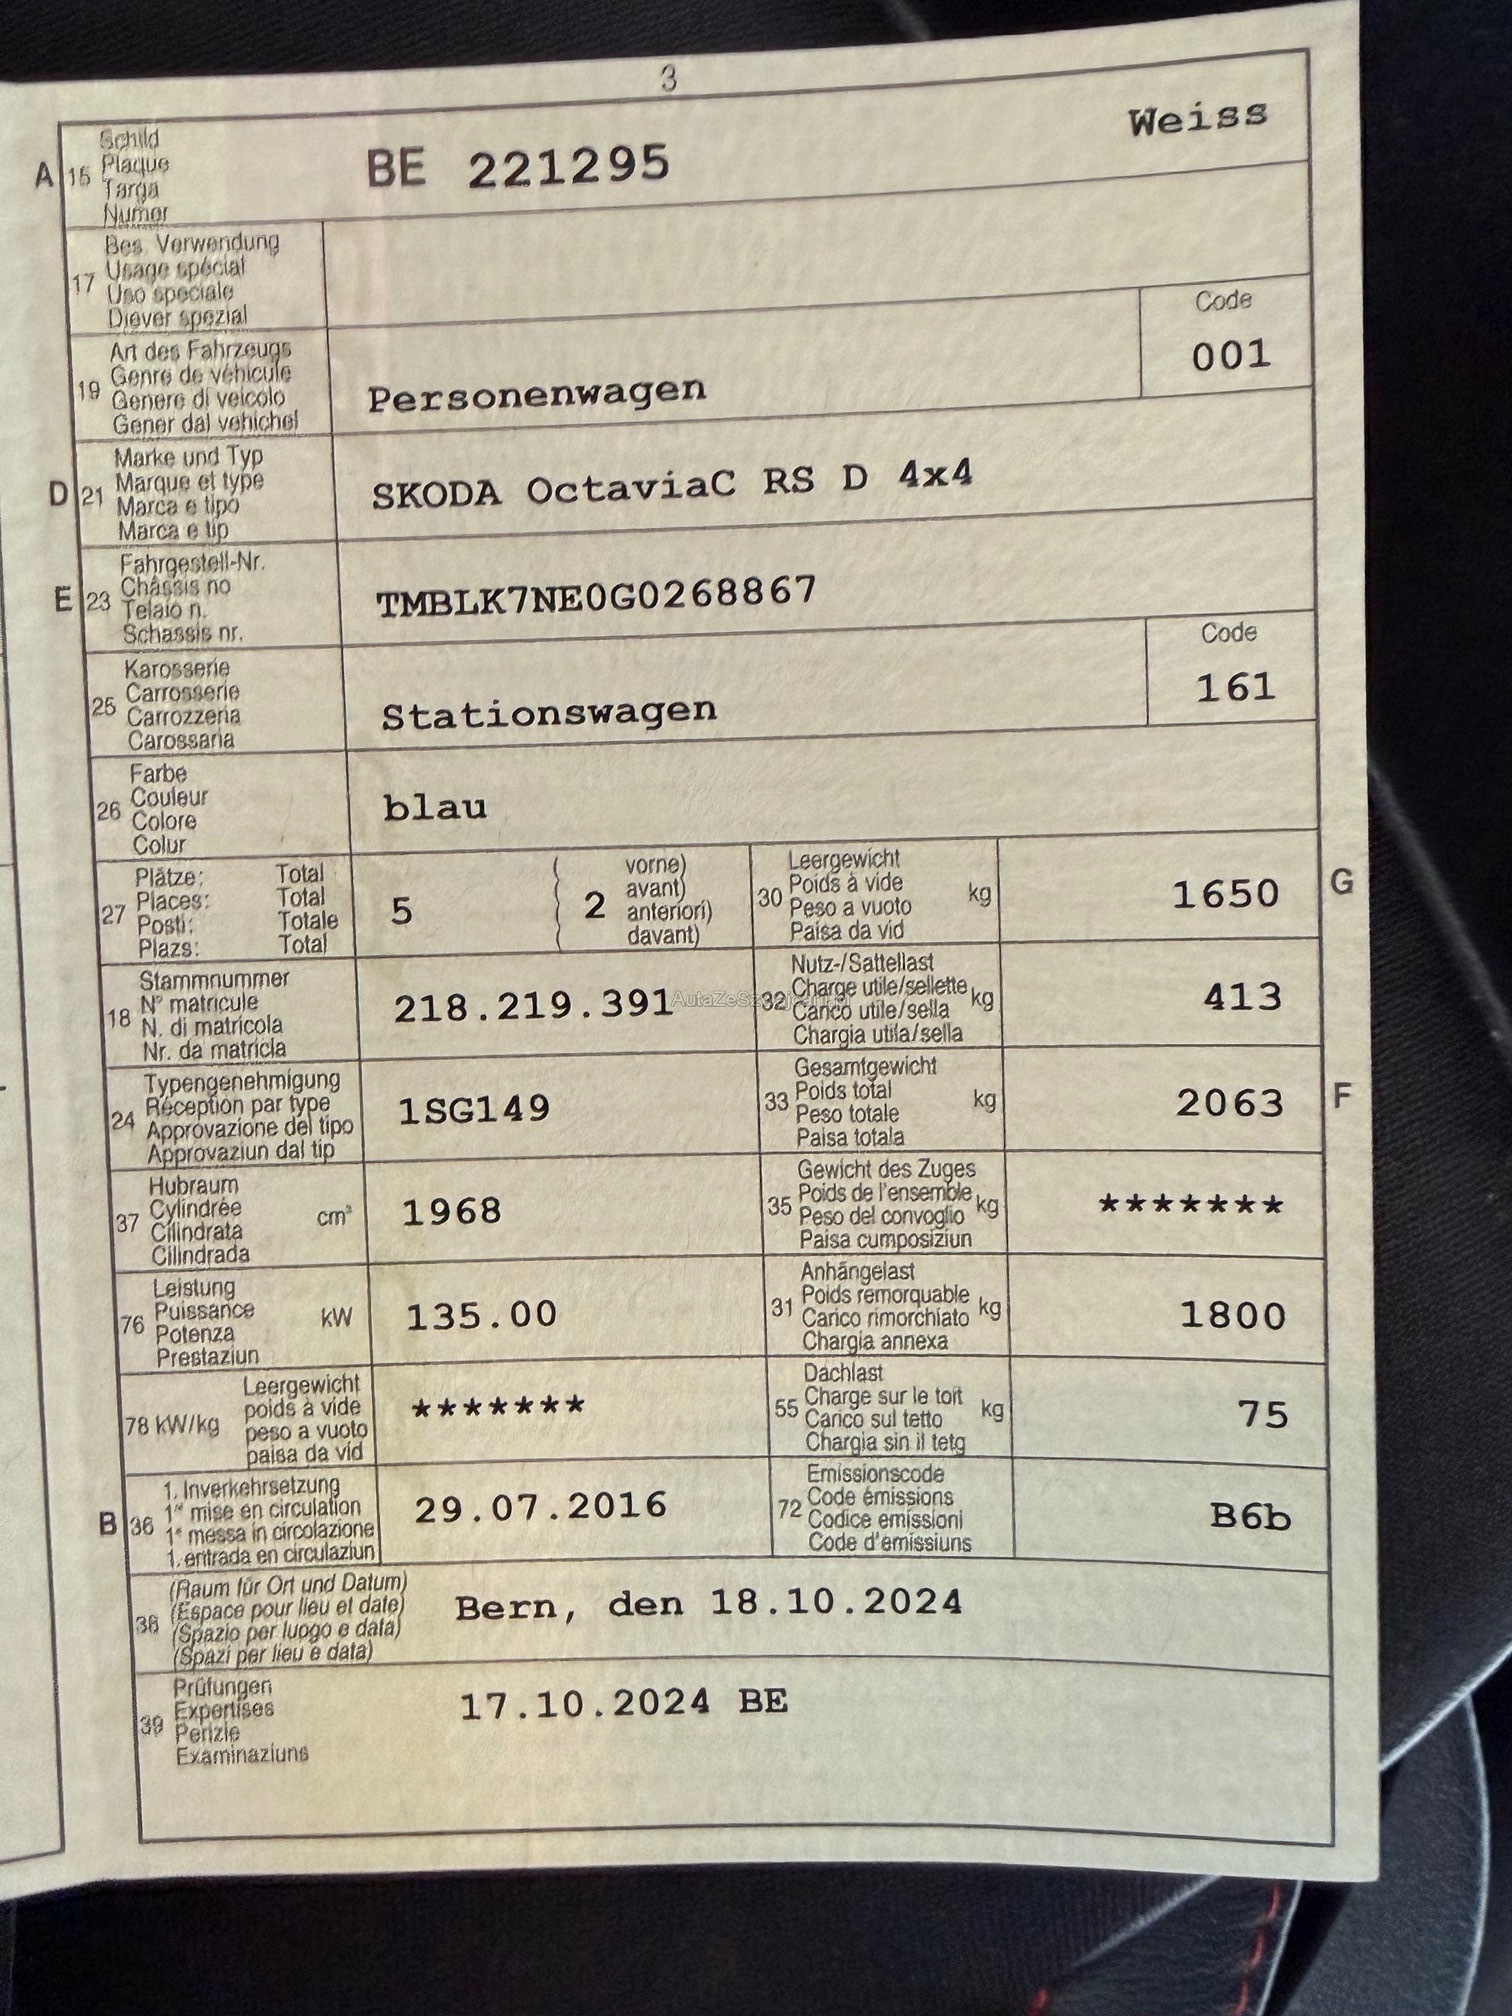 3
A 15 Schild
Plaque
Targa
Numer
BE 221295
Weiss
17 Bes. Verwendung
Usage spécial
Uso speciale
Diever spezial
19 Art des Fahrzeugs
Genre de véhicule
Genere di veicolo
Gener dal vehichel
Personenwagen
Code
001
D 21 Marke und Typ
Marque et type
Marca e tipo
Marca e tip
SKODA OctaviaC RS D 4x4
E 23 Fahrgestell-Nr.
Châssis no
Telaio n.
Schassis nr.
TMBLK7NE0G0268867
25 Karosserie
Carrosserie
Carrozzeria
Carossaria
Stationswagen
Code
161
26 Farbe
Couleur
Colore
Colur
blau
27 Plätze: Total
Places: Total
Posti: Totale
Plazs: Total
5 ( 2 vorne)
( avant)
( anteriori)
( davant)
30 Leergewicht
Poids à vide kg
Peso a vuoto
Paisa da vid
1650 G
18 Stammnummer
N° matricule
N. di matricola
Nr. da matricla
218.219.391
32 Nutz-/Sattellast
Charge utile/sellette kg
Carico utile/sella
Chargia utila/sella
413
24 Typengenehmigung
Réception par type
Approvazione del tipo
Approvaziun dal tip
1SG149
33 Gesamtgewicht
Poids total kg
Peso totale
Paisa totala
2063 F
37 Hubraum
Cylindrée cm³
Cilindrata
Cilindrada
1968
35 Gewicht des Zuges
Poids de l'ensemble kg
Peso del convoglio
Paisa cumposiziun
*******
76 Leistung
Puissance kW
Potenza
Prestaziun
135.00
31 Anhängelast
Poids remorquable kg
Carico rimorchiato
Chargia annexa
1800
78 kW/kg Leergewicht
poids à vide
peso a vuoto
paisa da vid
*******
55 Dachlast
Charge sur le toit kg
Carico sul tetto
Chargia sin il tetg
75
B 36 1. Inverkehrsetzung
1re mise en circulation
1a messa in circolazione
1. entrada en circulaziun
29.07.2016
72 Emissionscode
Code émissions
Codice emissioni
Code d'emissiuns
B6b
38 (Raum für Ort und Datum)
(Espace pour lieu et date)
(Spazio per luogo e data)
(Spazi per lieu e data)
Bern, den 18.10.2024
39 Prüfungen
Expertises
Perizie
Examinaziuns
17.10.2024 BE